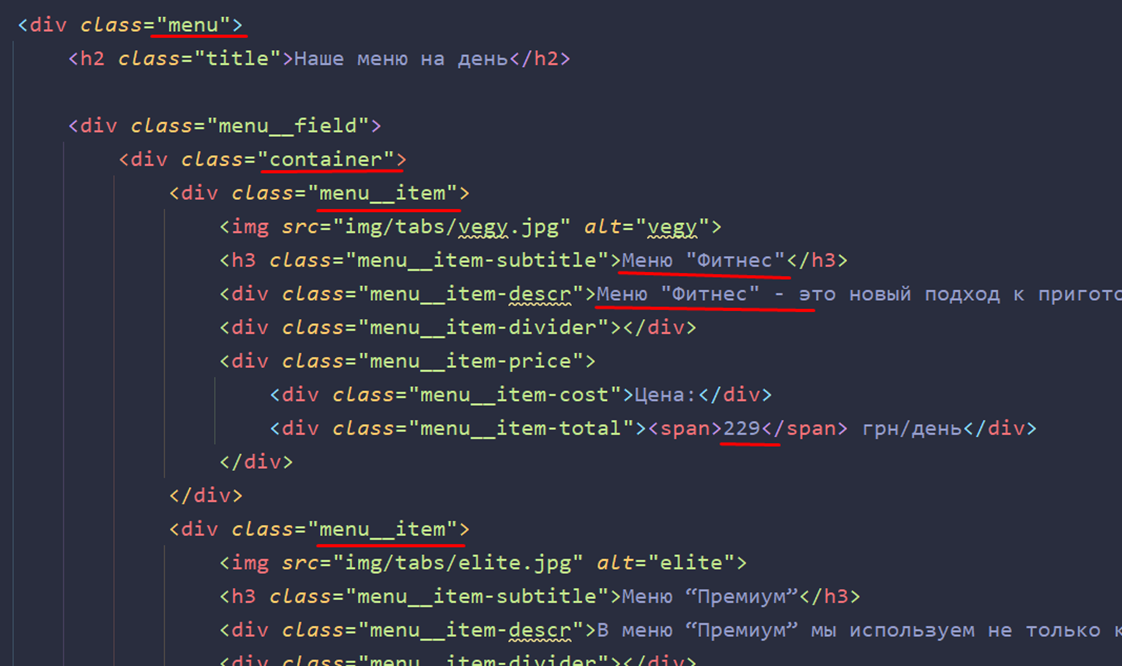 <div class="menu">
<h2 class="title">Наше меню на день</h2>
<div class="menu__field">
<div class="container">
<div class="menu__item">
<img src="img/tabs/vegy.jpg" alt="vegy">
<h3 class="menu__item-subtitle">Меню "Фитнес"</h3>
<div class="menu__item-descr">Меню "Фитнес" - это новый подход к пригото
<div class="menu__item-divider"></div>
<div class="menu__item-price">
<div class="menu__item-cost">Цена:</div>
<div class="menu__item-total"><span>229</span> грн/день</div>
</div>
</div>
<div class="menu__item">
<img src="img/tabs/elite.jpg" alt="elite">
<h3 class="menu__item-subtitle">Меню “Премиум”</h3>
<div class="menu__item-descr">В меню “Премиум” мы используем не только к
<div class="menu__item-divider"></div>